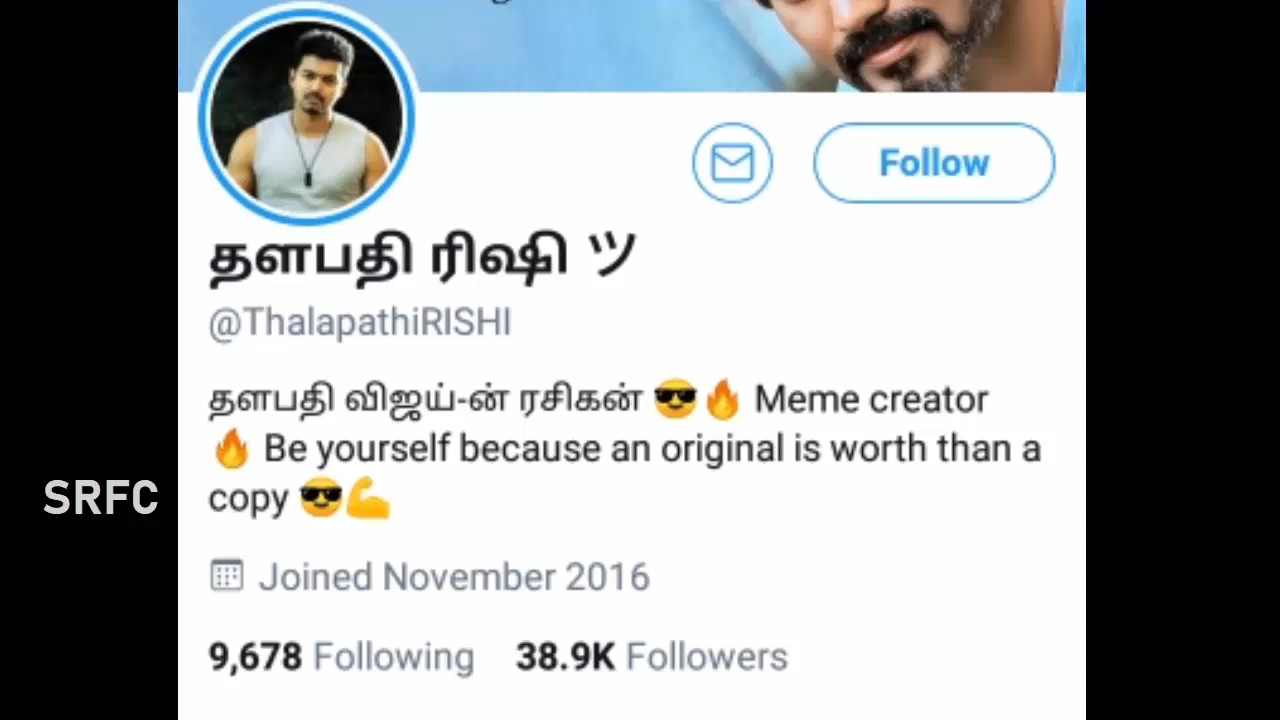 Follow
தளபதி ரிஷி ツ
@ThalapathiRISHI
தளபதி விஜய்-ன் ரசிகன் 😎🔥 Meme creator
🔥 Be yourself because an original is worth than a
copy 😎💪
SRFC
Joined November 2016
9,678 Following 38.9K Followers